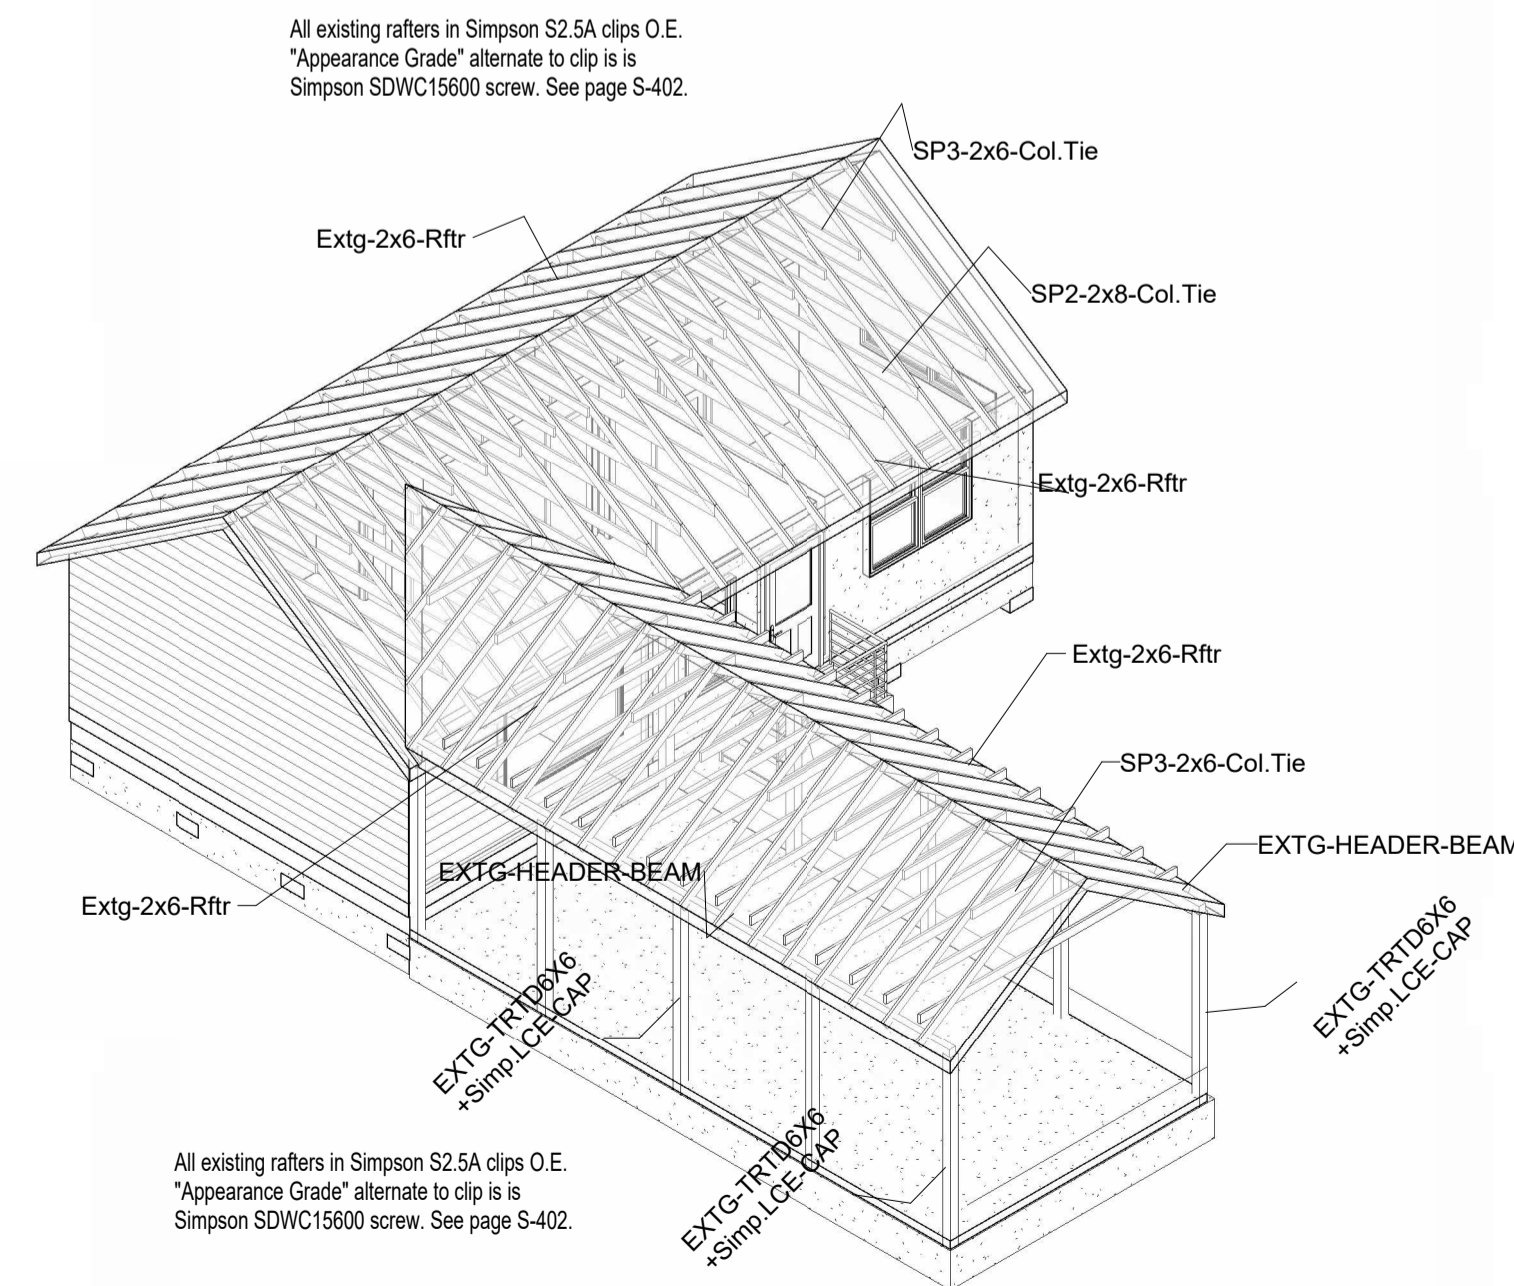 All existing rafters in Simpson S2.5A clips O.E.
"Appearance Grade" alternate to clip is is
Simpson SDWC15600 screw. See page S-402.
SP3-2x6-Col.Tie
Extg-2x6-Rftr
SP2-2x8-Col.Tie
Extg-2x6-Rftr
Extg-2x6-Rftr
SP3-2x6-Col.Tie
EXTG-HEADER-BEAM
EXTG-HEADER-BEAM
Extg-2x6-Rftr
EXTG-TRTD6X6
+Simp.LCE-CAP
EXTG-TRTD6X6
+Simp.LCE-CAP
EXTG-TRTD6X6
+Simp.LCE-CAP
All existing rafters in Simpson S2.5A clips O.E.
"Appearance Grade" alternate to clip is is
Simpson SDWC15600 screw. See page S-402.